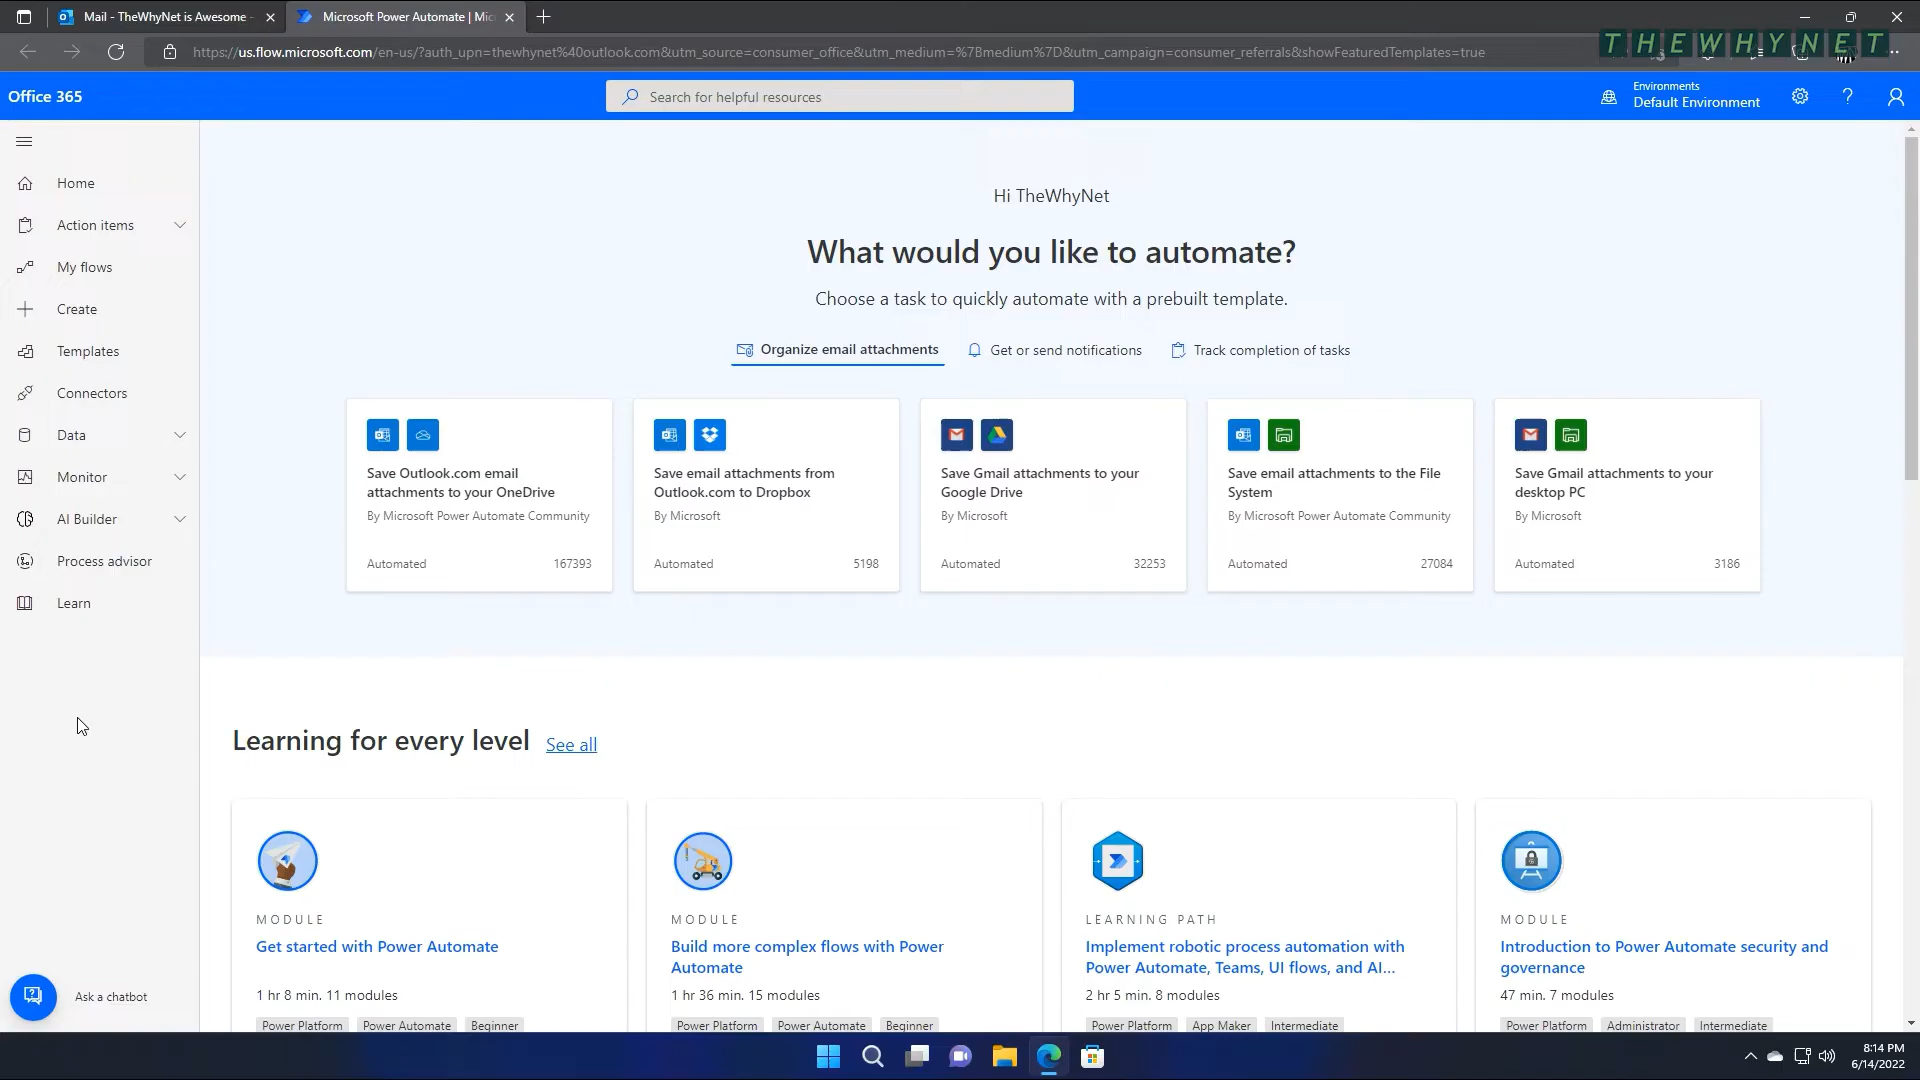 Mail - TheWhyNet is Awesome -
Microsoft Power Automate | Mic
https://us.flow.microsoft.com/en-us/?auth_upn=thewhynet%40outlook.com&utm_source=consumer_office&utm_medium=%7Bmedium%7D&utm_campaign=consumer_referrals&showFeaturedTemplates=true
THEWHYNET
Office 365
Search for helpful resources
Environments
Default Environment
Home
Action items
My flows
Create
Templates
Connectors
Data
Monitor
AI Builder
Process advisor
Learn
Ask a chatbot
Hi TheWhyNet
What would you like to automate?
Choose a task to quickly automate with a prebuilt template.
Organize email attachments
Get or send notifications
Track completion of tasks
Save Outlook.com email
attachments to your OneDrive
By Microsoft Power Automate Community
Automated 167393
Save email attachments from
Outlook.com to Dropbox
By Microsoft
Automated 5198
Save Gmail attachments to your
Google Drive
By Microsoft
Automated 32253
Save email attachments to the File
System
By Microsoft Power Automate Community
Automated 27084
Save Gmail attachments to your
desktop PC
By Microsoft
Automated 3186
Learning for every level See all
MODULE
Get started with Power Automate
1 hr 8 min. 11 modules
Power Platform Power Automate Beginner
MODULE
Build more complex flows with Power
Automate
1 hr 36 min. 15 modules
Power Platform Power Automate Beginner
LEARNING PATH
Implement robotic process automation with
Power Automate, Teams, UI flows, and AI...
2 hr 5 min. 8 modules
Power Platform App Maker Intermediate
MODULE
Introduction to Power Automate security and
governance
47 min. 7 modules
Power Platform Administrator Intermediate
8:14 PM
6/14/2022